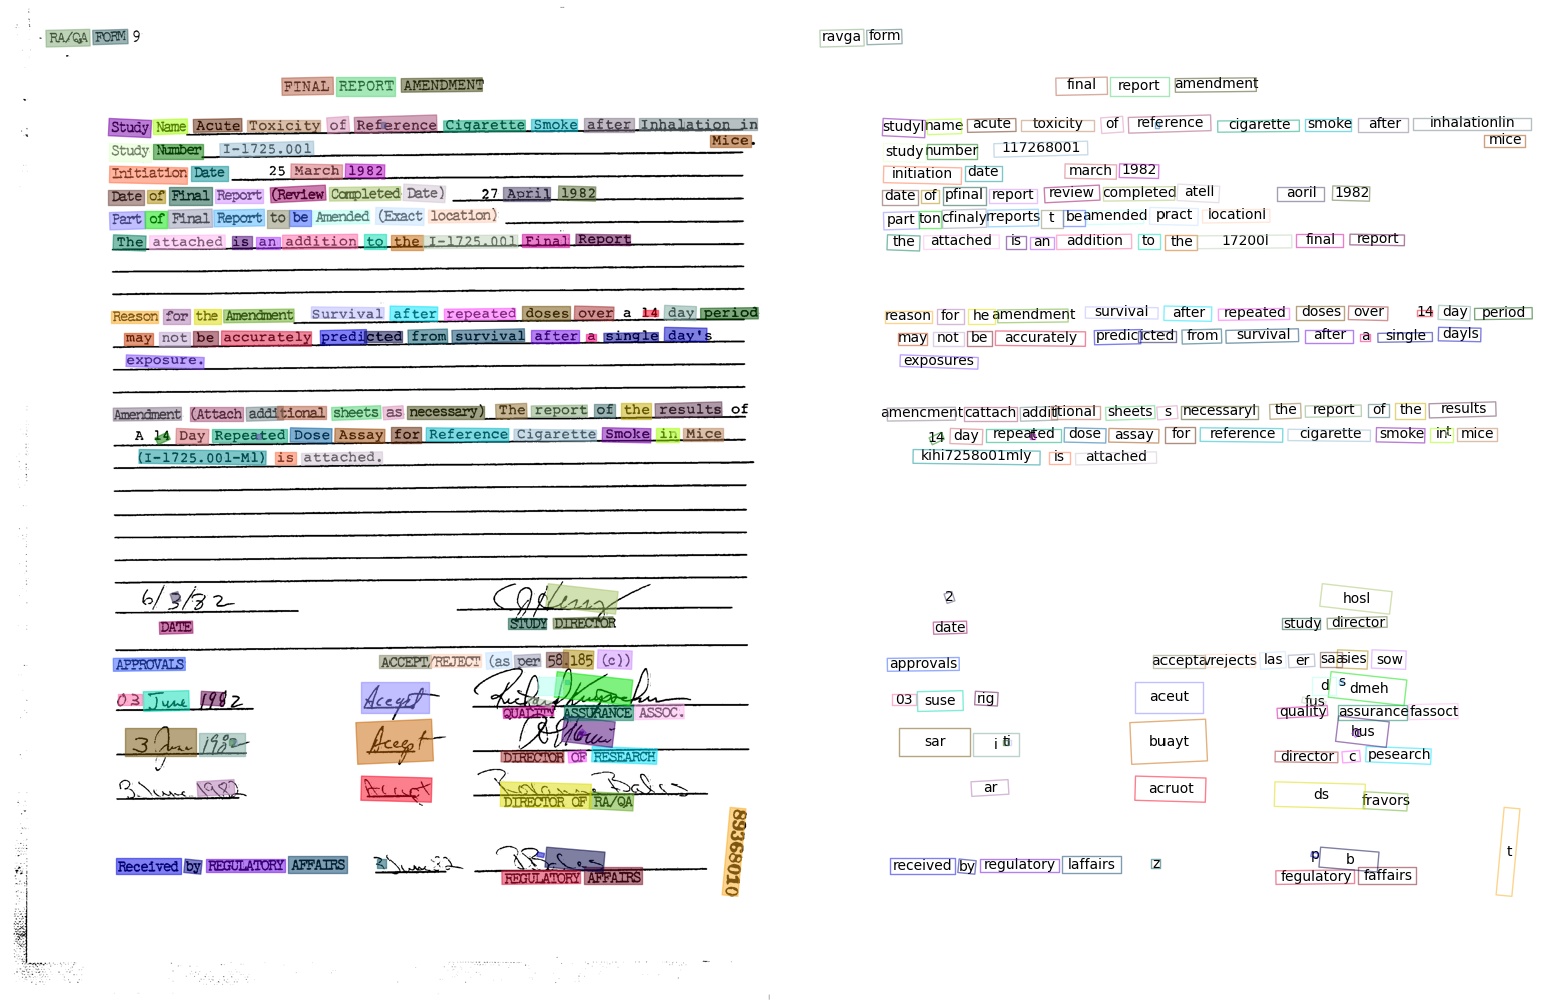 RA/QA FORM 9
FINAL REPORT AMENDMENT
Study Name Acute Toxicity of Reference Cigarette Smoke after Inhalation in
Mice.
Study Number I-1725.001
Initiation Date 25 March 1982
Date of Final Report (Review Completed Date) 27 April 1982
Part of Final Report to be Amended (Exact location)
The attached is an addition to the I-1725.001 Final Report
Reason for the Amendment Survival after repeated doses over a 14 day period
may not be accurately predicted from survival after a single day's
exposure.
Amendment (Attach additional sheets as necessary) The report of the results of
A 14 Day Repeated Dose Assay for Reference Cigarette Smoke in Mice
(I-1725.001-M1) is attached.
6/3/82
DATE STUDY DIRECTOR
APPROVALS ACCEPT/REJECT (as per 58.185 (c))
03 June 1982 Accept
QUALITY ASSURANCE ASSOC.
3 June 1982 Accept
DIRECTOR OF RESEARCH
3 June 1982 Accept
DIRECTOR OF RA/QA
Received by REGULATORY AFFAIRS 3 June 82
REGULATORY AFFAIRS
89368010
ravga form
final report amendment
studyl name acute toxicity of reference cigarette smoke after inhalationlin
mice
study number 117268001
initiation date march 1982
date of pfinal report review completed atell aoril 1982
part ton cfinaly reports t be amended pract locationl
the attached is an addition to the 17200l final report
reason for he amendment survival after repeated doses over 14 day period
may not be accurately predic icted from survival after a single dayls
exposures
amencment cattach addit tional sheets s necessaryl the report of the results
14 day repeated dose assay for reference cigarette smoke in t mice
kihi7258o01mly is attached
2 hosl
date study director
approvals accepta rejects las er saa sies sow
03 suse rig aceut d s dmeh
fus
quality assurance fassoct
sar i buayt hus
director c pesearch
ar acruot ds
fravors
received by regulatory laffairs z p b
fegulatory faffairs
t